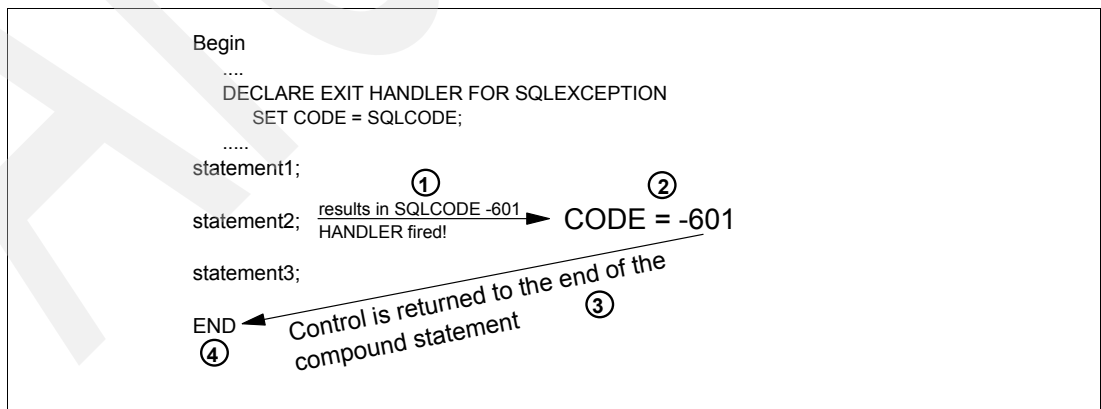 Begin
....
DECLARE EXIT HANDLER FOR SQLEXCEPTION
SET CODE = SQLCODE;
.....
statement1;
1 2
statement2; results in SQLCODE -601 CODE = -601
HANDLER fired!
statement3;
Control is returned to the end of the
compound statement
3
END
4